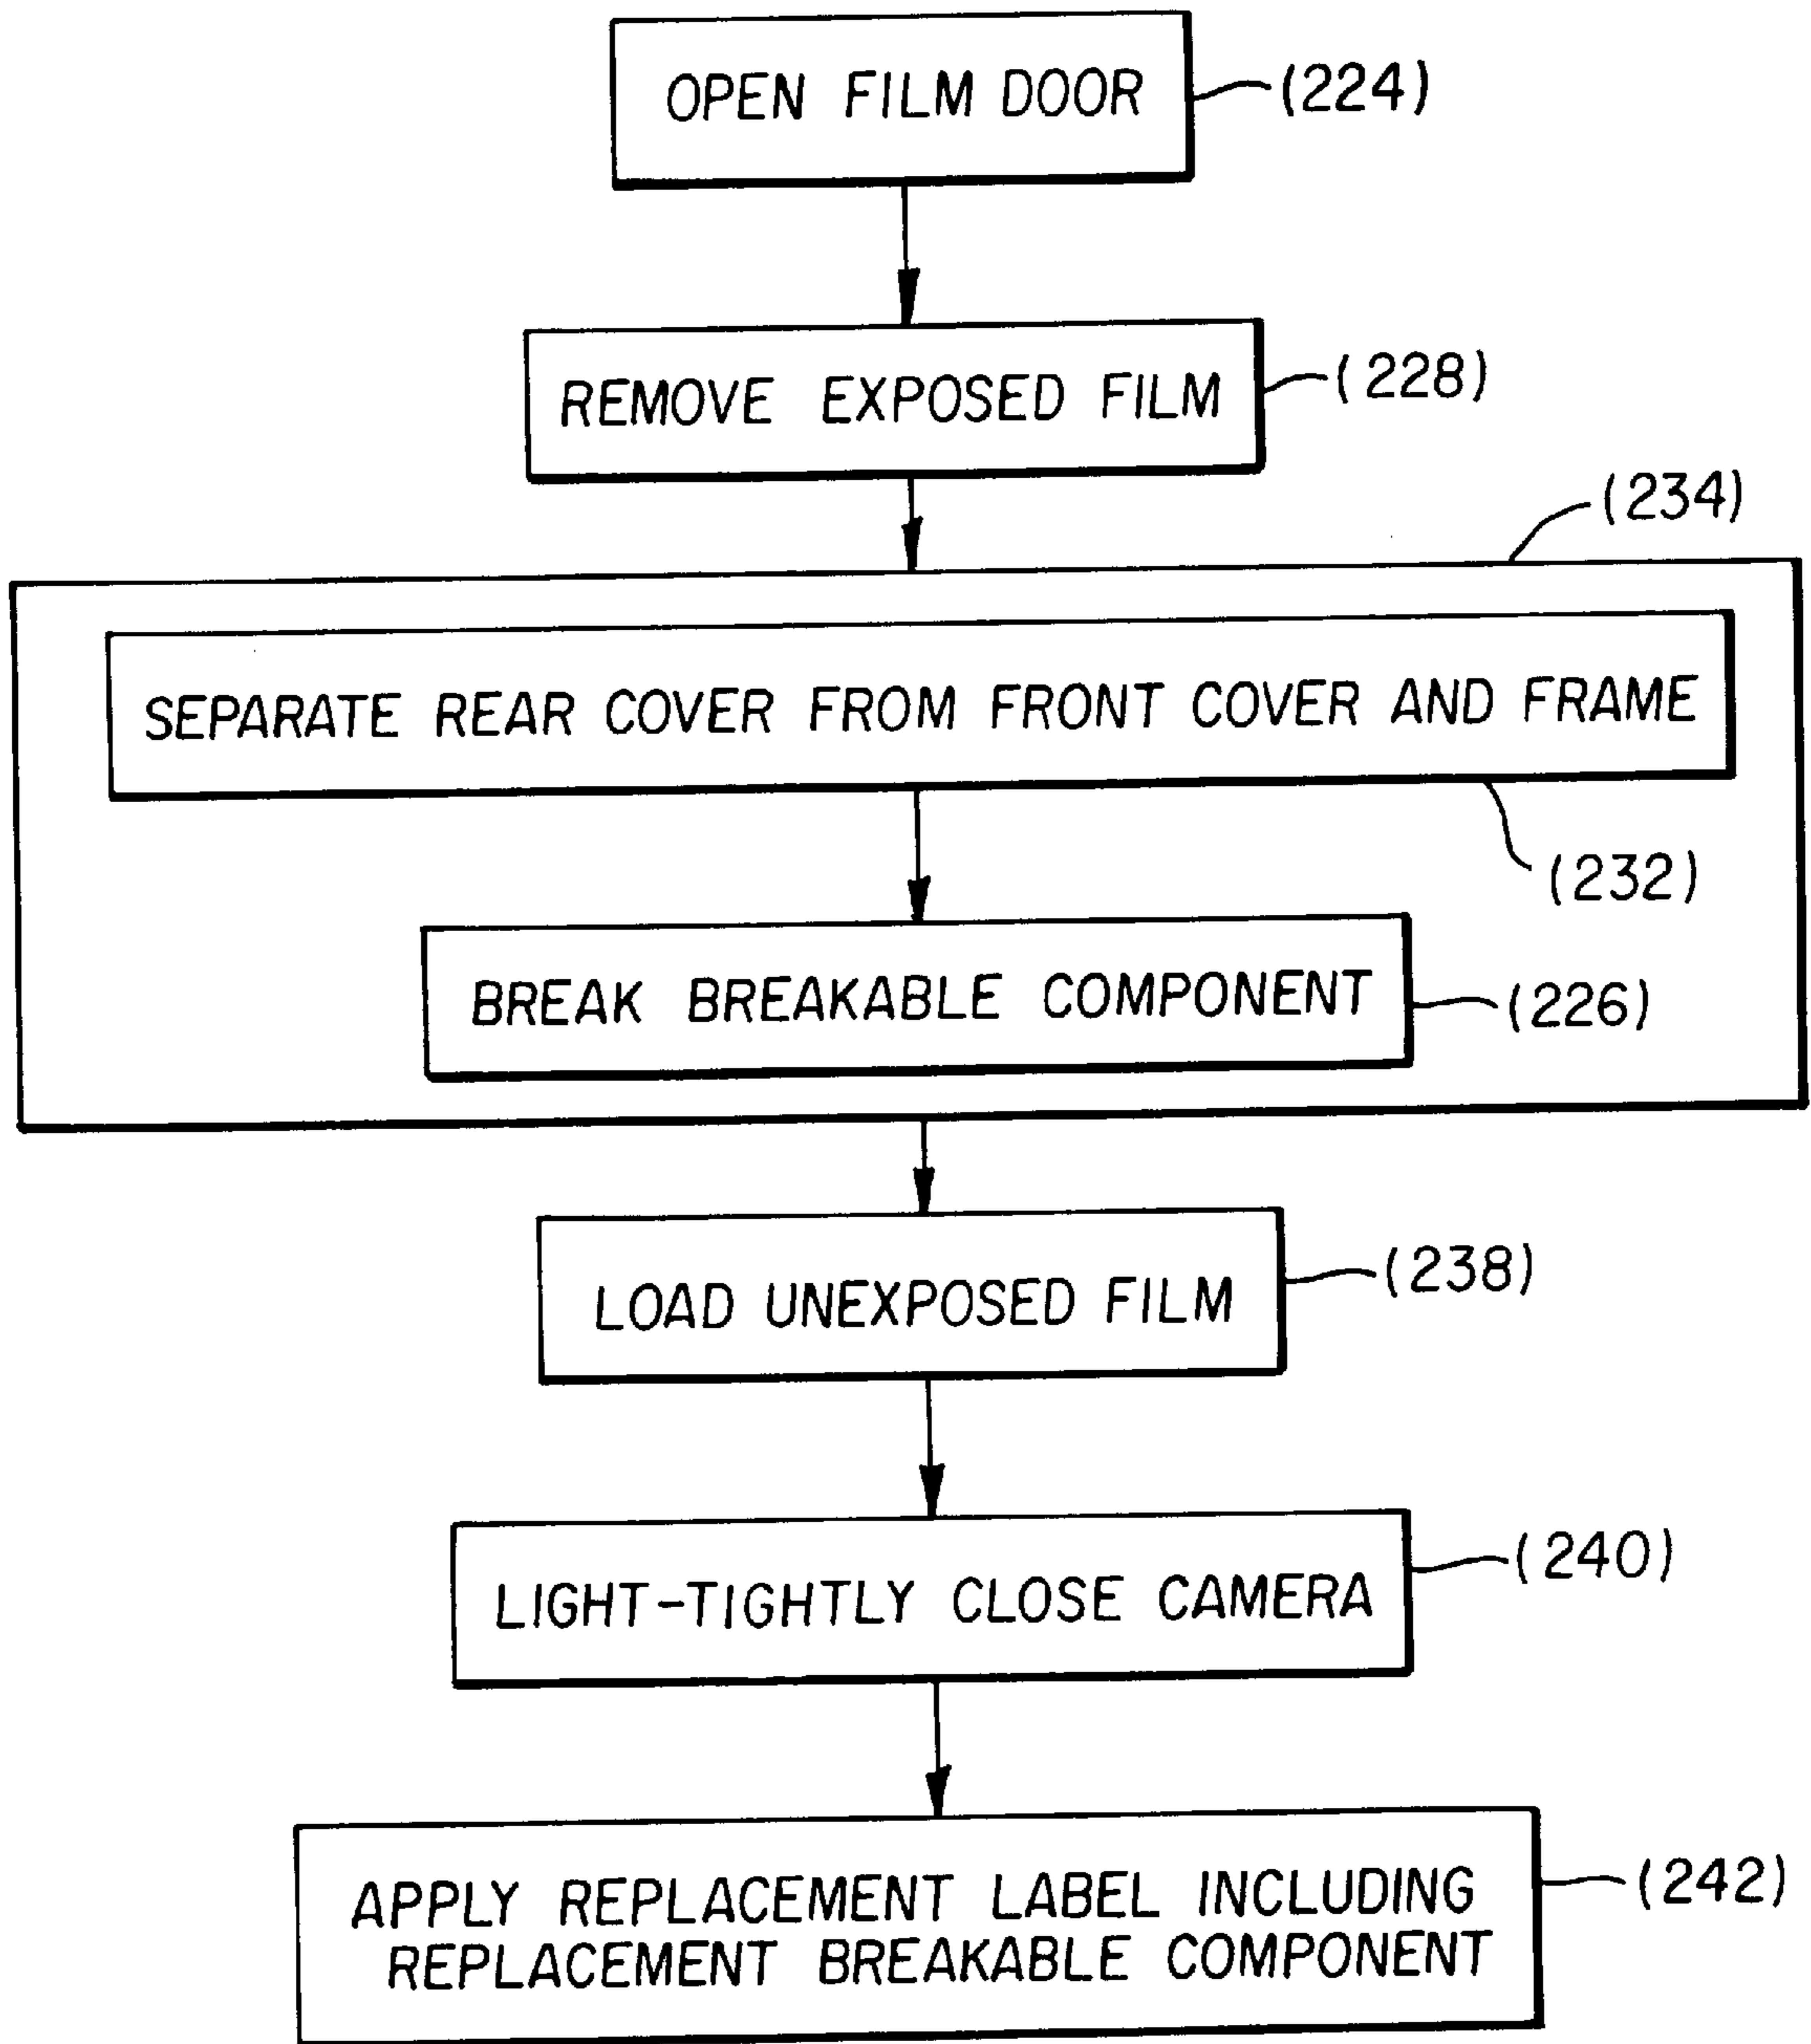 OPEN FILM DOOR
(224)
REMOVE EXPOSED FILM
(228)
(234)
SEPARATE REAR COVER FROM FRONT COVER AND FRAME
(232)
BREAK BREAKABLE COMPONENT
(226)
LOAD UNEXPOSED FILM
(238)
LIGHT-TIGHTLY CLOSE CAMERA
(240)
APPLY REPLACEMENT LABEL INCLUDING
REPLACEMENT BREAKABLE COMPONENT
(242)